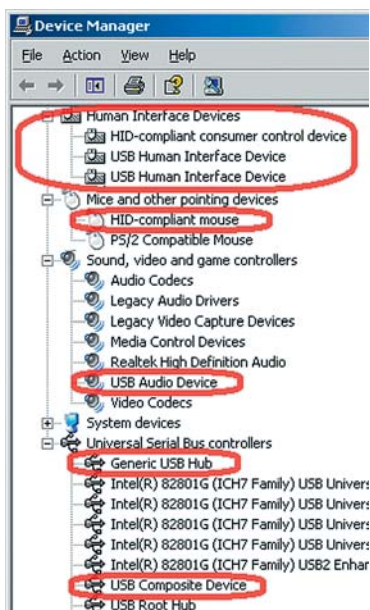 Device Manager
File Action View Help
Human Interface Devices
HID-compliant consumer control device
USB Human Interface Device
USB Human Interface Device
Mice and other pointing devices
HID-compliant mouse
PS/2 Compatible Mouse
Sound, video and game controllers
Audio Codecs
Legacy Audio Drivers
Legacy Video Capture Devices
Media Control Devices
Realtek High Definition Audio
USB Audio Device
Video Codecs
System devices
Universal Serial Bus controllers
Generic USB Hub
Intel(R) 82801G (ICH7 Family) USB Univers
Intel(R) 82801G (ICH7 Family) USB Univers
Intel(R) 82801G (ICH7 Family) USB Univers
Intel(R) 82801G (ICH7 Family) USB Univers
Intel(R) 82801G (ICH7 Family) USB2 Enhar
USB Composite Device
USB Root Hub